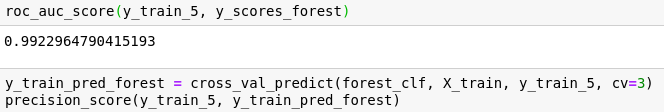 roc_auc_score(y_train_5, y_scores_forest)
0.9922964790415193
y_train_pred_forest = cross_val_predict(forest_clf, X_train, y_train_5, cv=3)
precision_score(y_train_5, y_train_pred_forest)